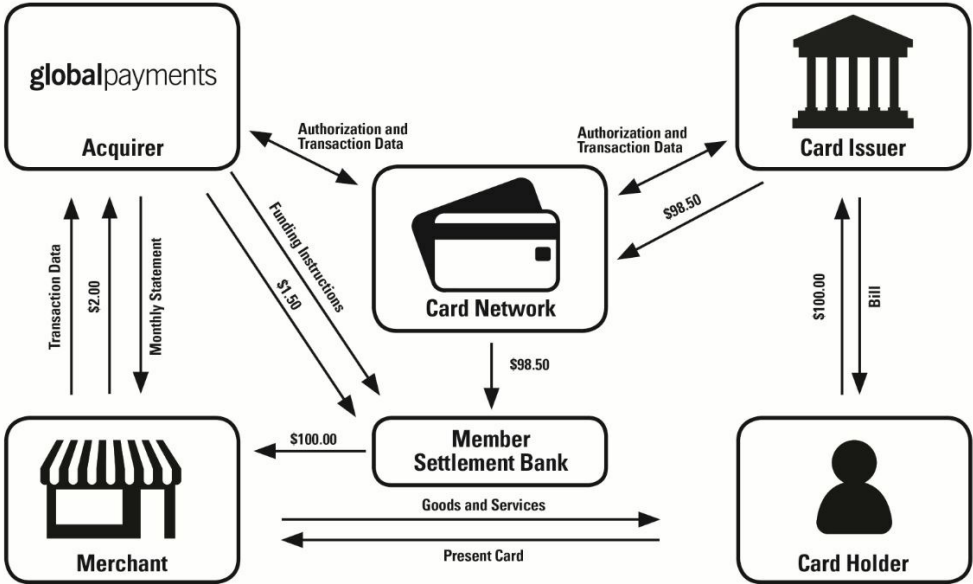 globalpayments
Acquirer
Authorization and
Transaction Data
Authorization and
Transaction Data
Card Issuer
Card Network
$98.50
Funding Instructions
$1.50
Transaction Data
$2.00
Monthly Statement
$100.00
Bill
$98.50
$100.00
Member
Settlement Bank
Goods and Services
Present Card
Merchant
Card Holder